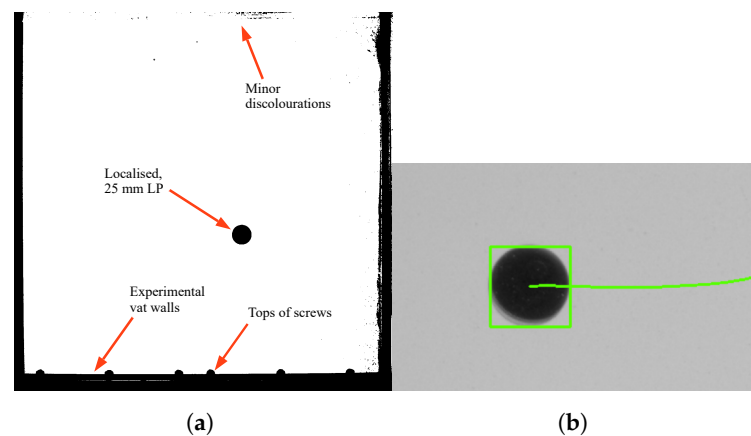 Minor
discolourations
Localised,
25 mm LP
Experimental
vat walls
Tops of screws
(a)
(b)